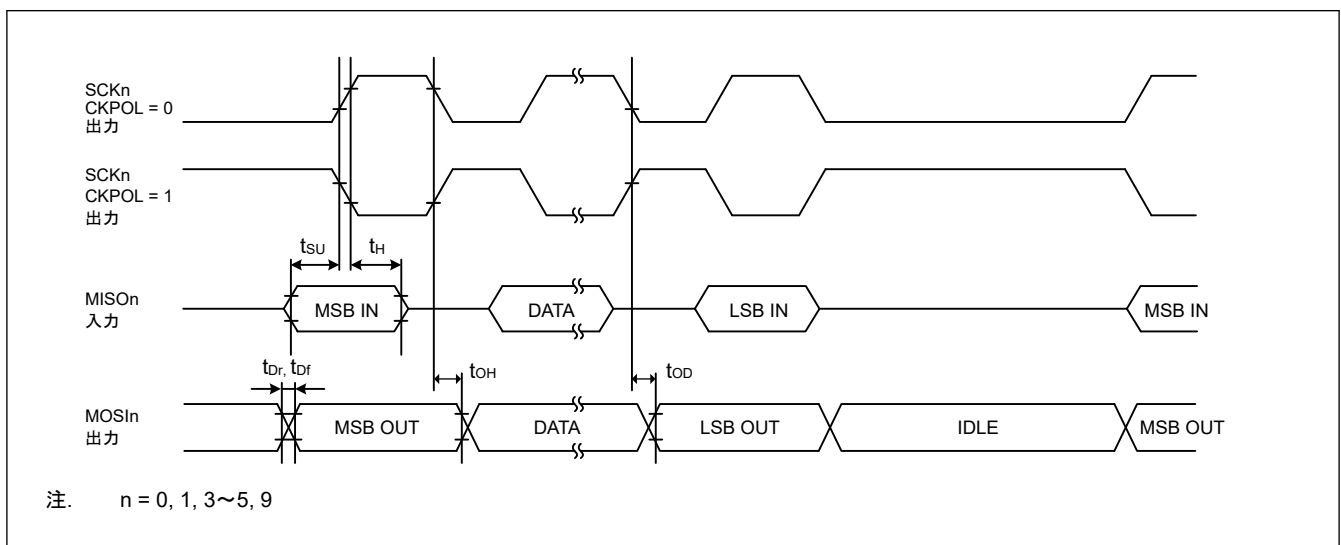 SCKn
CKPOL = 0
出力
SCKn
CKPOL = 1
出力
tSU
tH
MISOn
入力
MSB IN
DATA
LSB IN
MSB IN
tDr, tDf
tOH
tOD
MOSIn
出力
MSB OUT
DATA
LSB OUT
IDLE
MSB OUT
注. n = 0, 1, 3～5, 9